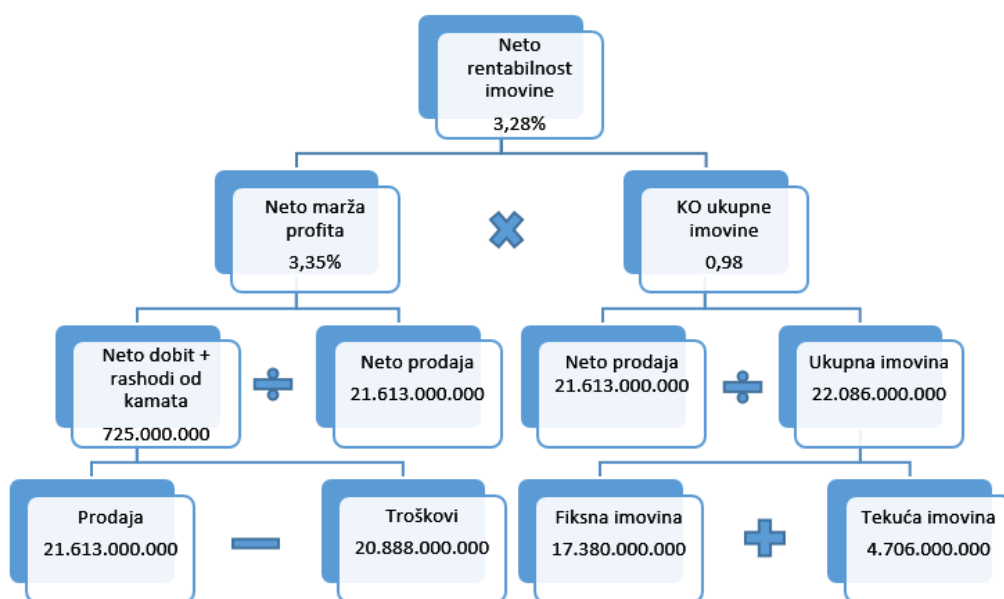 Neto
rentabilnost
imovine
3,28%
Neto marža
profita
3,35%
KO ukupne
imovine
0,98
Neto dobit +
rashodi od
kamata
725.000.000
Neto prodaja
21.613.000.000
Neto prodaja
21.613.000.000
Ukupna imovina
22.086.000.000
Prodaja
21.613.000.000
Troškovi
20.888.000.000
Fiksna imovina
17.380.000.000
Tekuća imovina
4.706.000.000